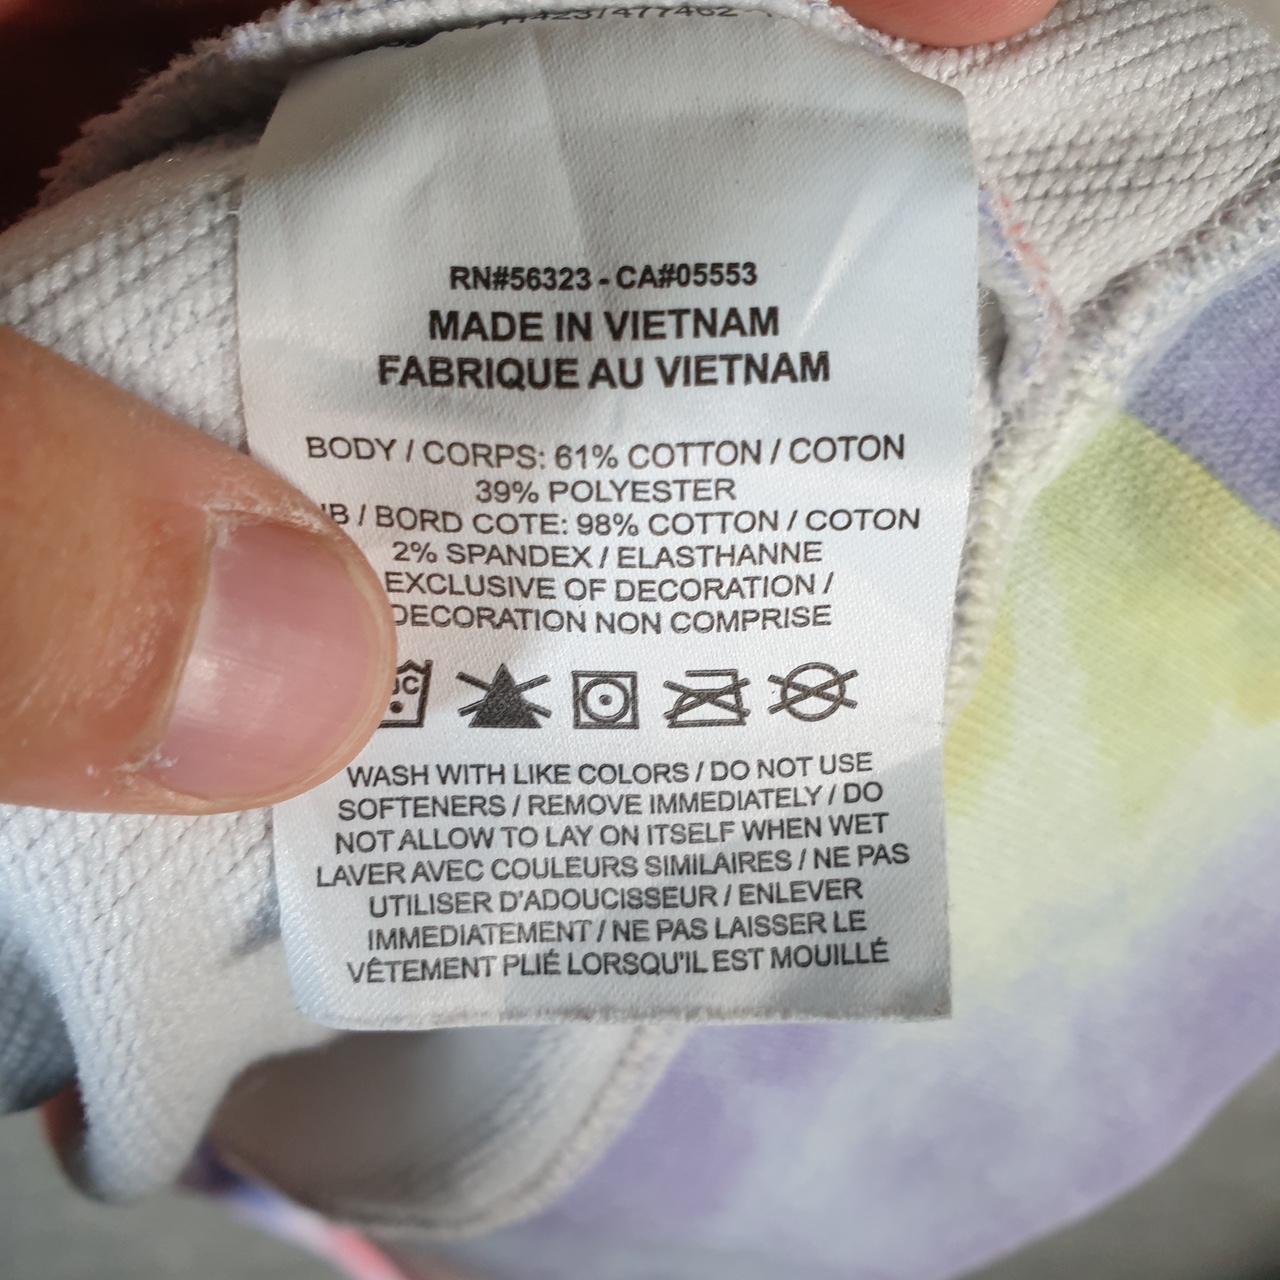 RN#56323 - CA#05553
MADE IN VIETNAM
FABRIQUE AU VIETNAM
BODY / CORPS: 61% COTTON / COTON
39% POLYESTER
/ BORD COTE: 98% COTTON / COTON
2% SPANDEX / ELASTHANNE
EXCLUSIVE OF DECORATION /
DECORATION NON COMPRISE
WASH WITH LIKE COLORS / DO NOT USE
SOFTENERS / REMOVE IMMEDIATELY / DO
NOT ALLOW TO LAY ON ITSELF WHEN WET
LAVER AVEC COULEURS SIMILAIRES / NE PAS
UTILISER D'ADOUCISSEUR / ENLEVER
IMMEDIATEMENT / NE PAS LAISSER LE
VÊTEMENT PLIÉ LORSQU'IL EST MOUILLÉ